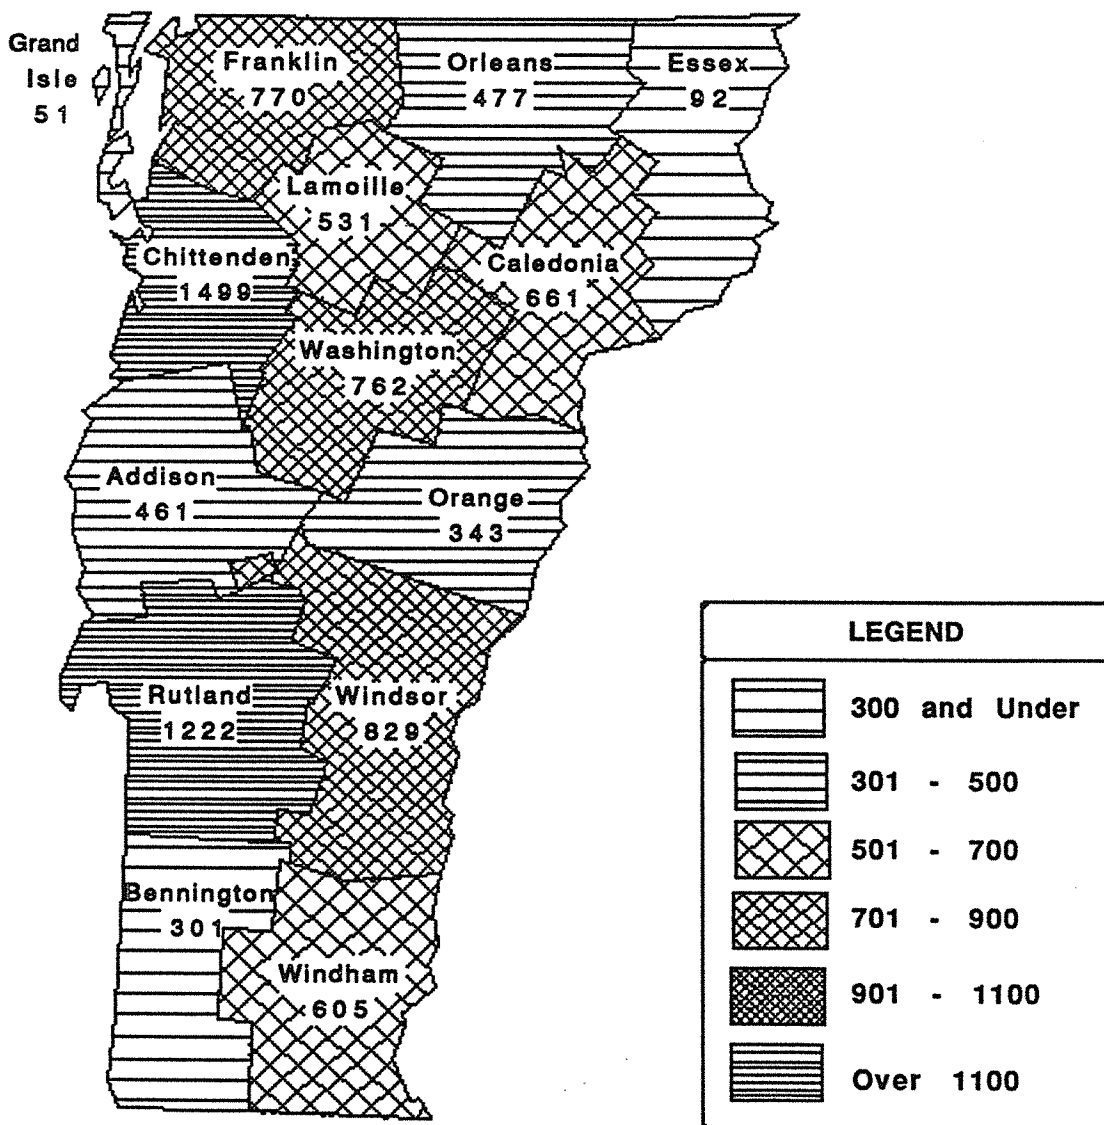 Grand
Isle
51
Franklin
770
Orleans
477
Essex
92
Lamoille
531
Chittenden
1499
Caledonia
661
Washington
762
Addison
461
Orange
343
Rutland
1222
Windsor
829
Bennington
301
Windham
605
LEGEND
300 and Under
301 - 500
501 - 700
701 - 900
901 - 1100
Over 1100